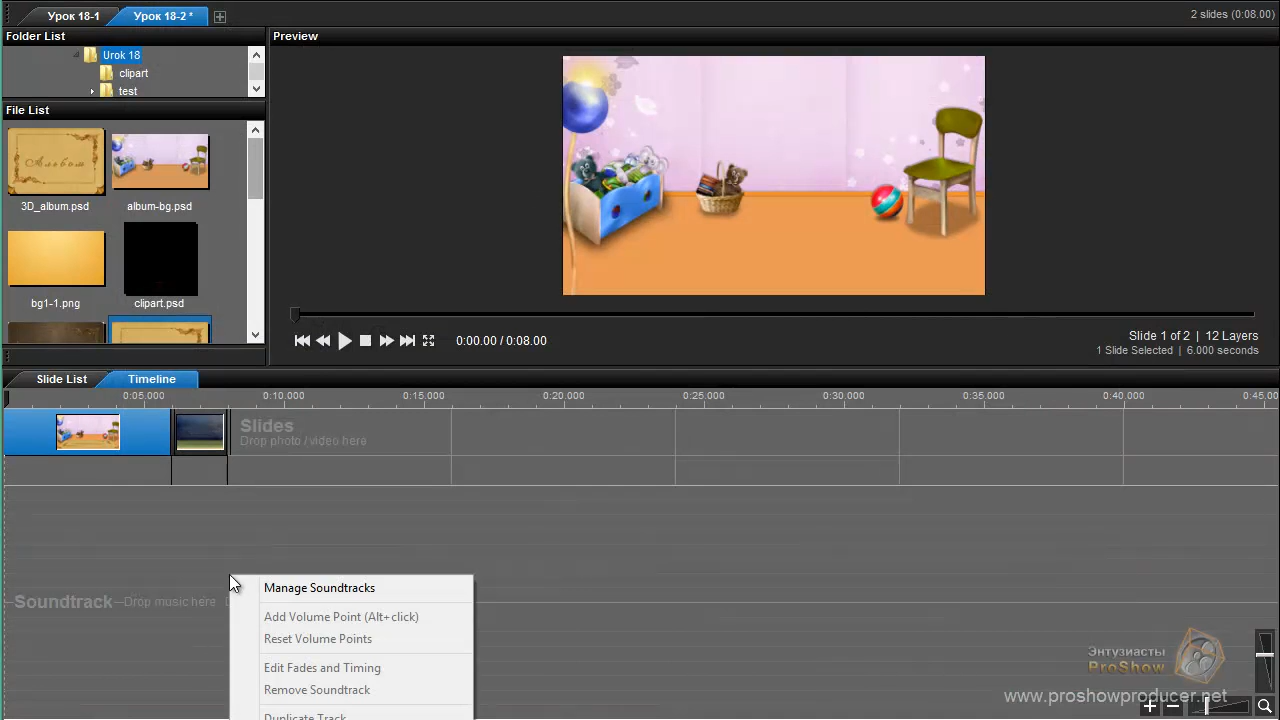 Урок 18-1
Урок 18-2 *
2 slides (0:08.00)
Folder List
Urok 18
clipart
test
File List
Альбом
3D_album.psd
album-bg.psd
bg1-1.png
clipart.psd
Preview
0:00.00 / 0:08.00
Slide 1 of 2 | 12 Layers
1 Slide Selected | 6.000 seconds
Slide List
Timeline
0:05.000
0:10.000
0:15.000
0:20.000
0:25.000
0:30.000
0:35.000
0:40.000
0:45.00
Slides
Drop photo / video here
Soundtrack
Drop music here
Manage Soundtracks
Add Volume Point (Alt+click)
Reset Volume Points
Edit Fades and Timing
Remove Soundtrack
Duplicate Track
Энтузиасты
ProShow
www.proshowproducer.net